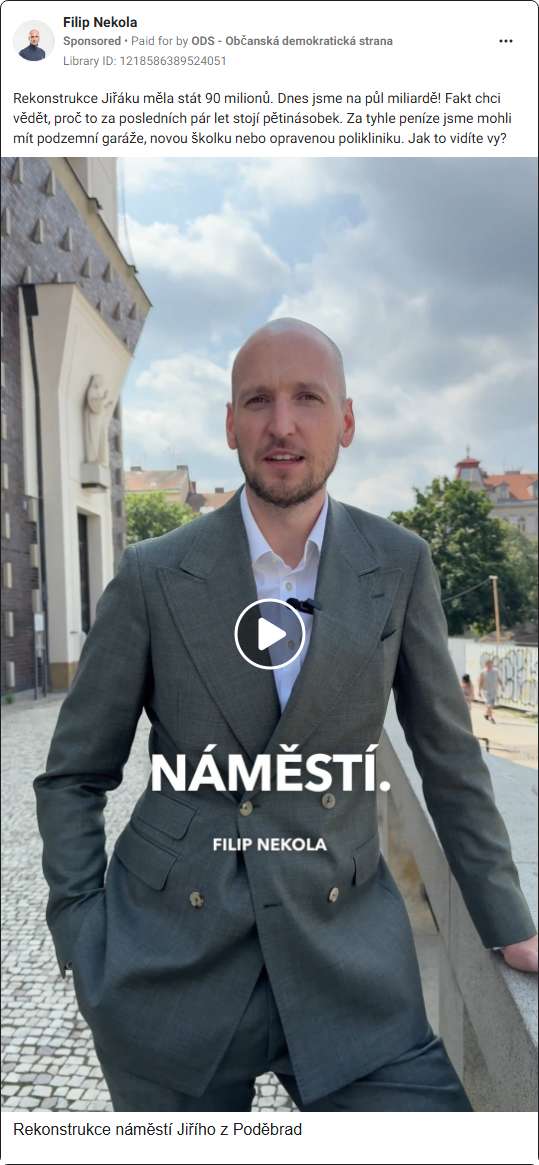 Filip Nekola
Sponsored • Paid for by ODS - Občanská demokratická strana
Library ID: 1218586389524051
Rekonstrukce Jiřáku měla stát 90 milionů. Dnes jsme na půl miliardě! Fakt chci
vědět, proč to za posledních pár let stojí pětinásobek. Za tyhle peníze jsme mohli
mít podzemní garáže, novou školku nebo opravenou polikliniku. Jak to vidíte vy?
NÁMĚSTÍ.
FILIP NEKOLA
Rekonstrukce náměstí Jiřího z Poděbrad